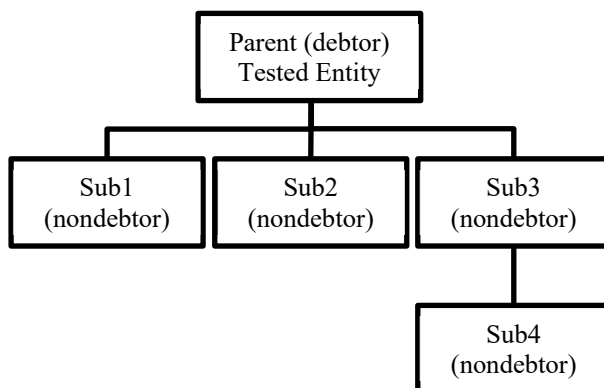 Parent (debtor)
Tested Entity
Sub1
(nondebtor)
Sub2
(nondebtor)
Sub3
(nondebtor)
Sub4
(nondebtor)